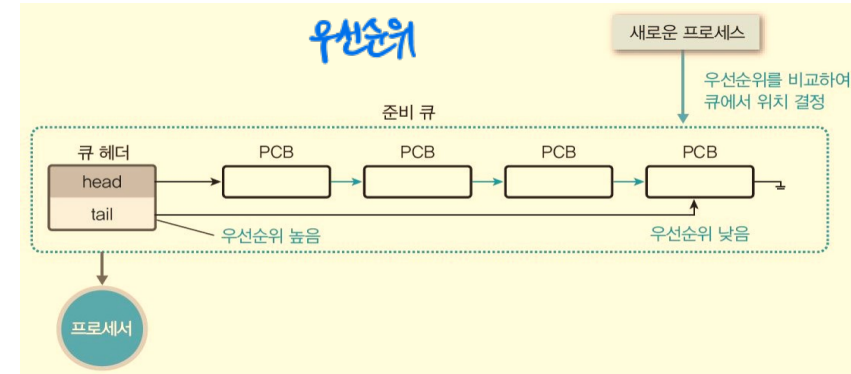 우선순위
새로운 프로세스
우선순위를 비교하여
큐에서 위치 결정
준비 큐
큐 헤더
PCB
PCB
PCB
PCB
head
tail
우선순위 높음
우선순위 낮음
프로세서